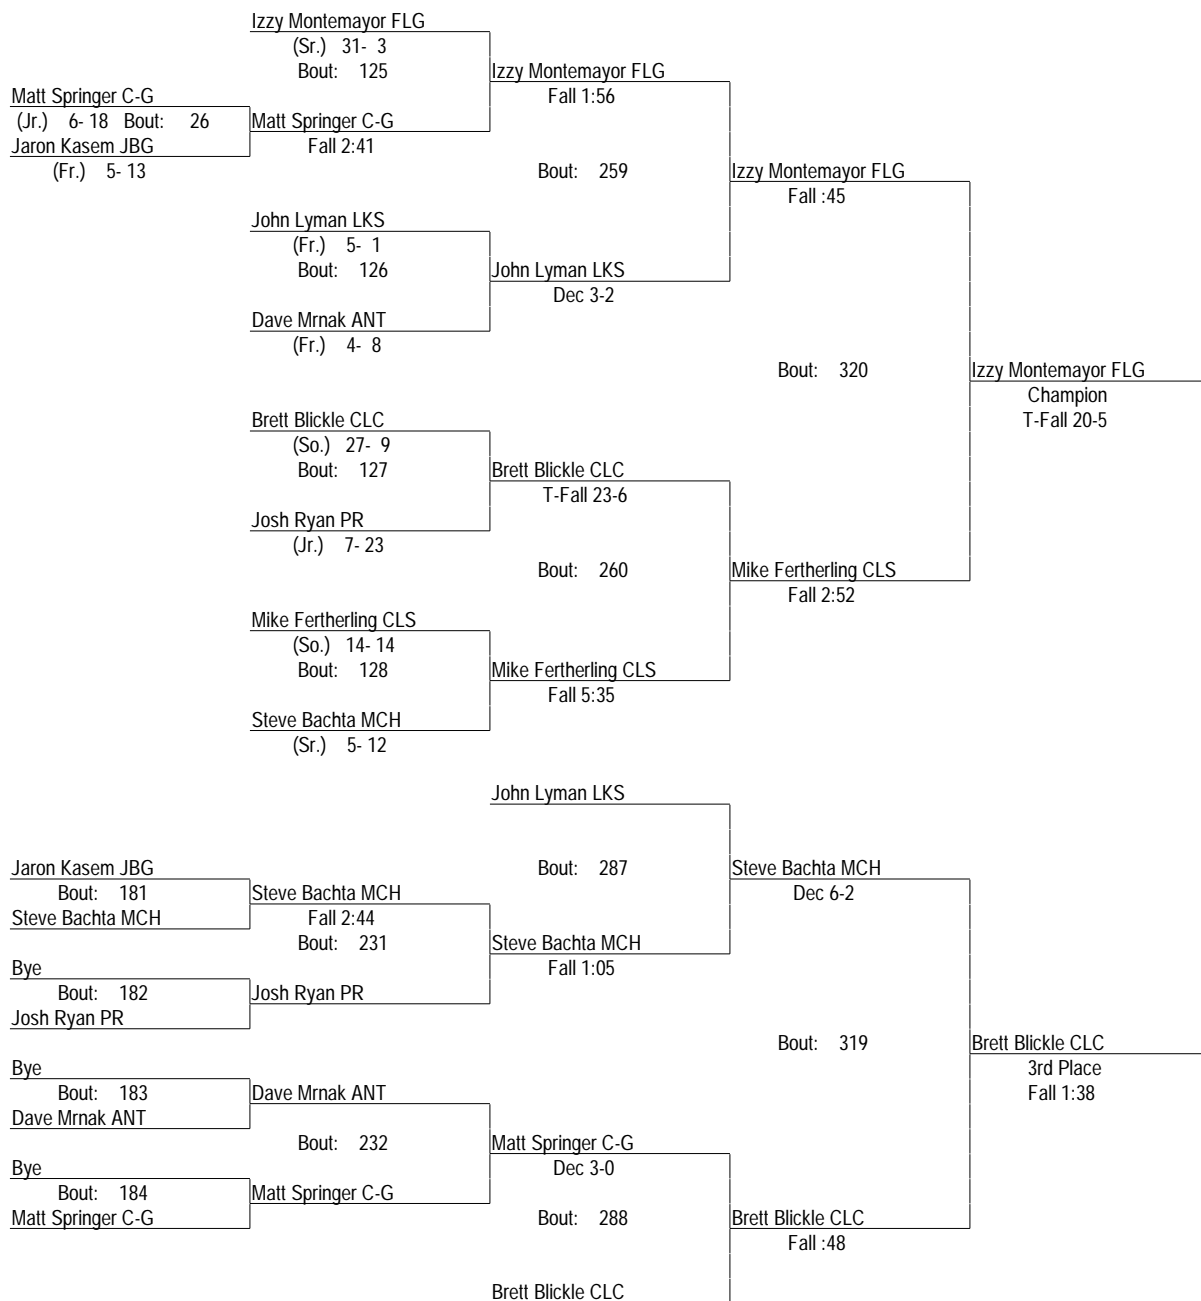 Izzy Montemayor FLG
(Sr.) 31- 3
Bout: 125
Izzy Montemayor FLG
Fall 1:56
Matt Springer C-G
(Jr.) 6- 18 Bout: 26
Matt Springer C-G
Fall 2:41
Jaron Kasem JBG
(Fr.) 5- 13
Bout: 259
Izzy Montemayor FLG
Fall :45
John Lyman LKS
(Fr.) 5- 1
Bout: 126
John Lyman LKS
Dec 3-2
Dave Mrnak ANT
(Fr.) 4- 8
Bout: 320
Izzy Montemayor FLG
Champion
T-Fall 20-5
Brett Blickle CLC
(So.) 27- 9
Bout: 127
Brett Blickle CLC
T-Fall 23-6
Josh Ryan PR
(Jr.) 7- 23
Bout: 260
Mike Fertherling CLS
Fall 2:52
Mike Fertherling CLS
(So.) 14- 14
Bout: 128
Mike Fertherling CLS
Fall 5:35
Steve Bachta MCH
(Sr.) 5- 12
John Lyman LKS
Jaron Kasem JBG
Bout: 181
Steve Bachta MCH
Steve Bachta MCH
Fall 2:44
Bout: 287
Steve Bachta MCH
Dec 6-2
Bout: 231
Steve Bachta MCH
Fall 1:05
Bye
Bout: 182
Josh Ryan PR
Josh Ryan PR
Bout: 319
Brett Blickle CLC
3rd Place
Fall 1:38
Bye
Bout: 183
Dave Mrnak ANT
Dave Mrnak ANT
Bout: 232
Matt Springer C-G
Dec 3-0
Bye
Bout: 184
Matt Springer C-G
Matt Springer C-G
Bout: 288
Brett Blickle CLC
Fall :48
Brett Blickle CLC